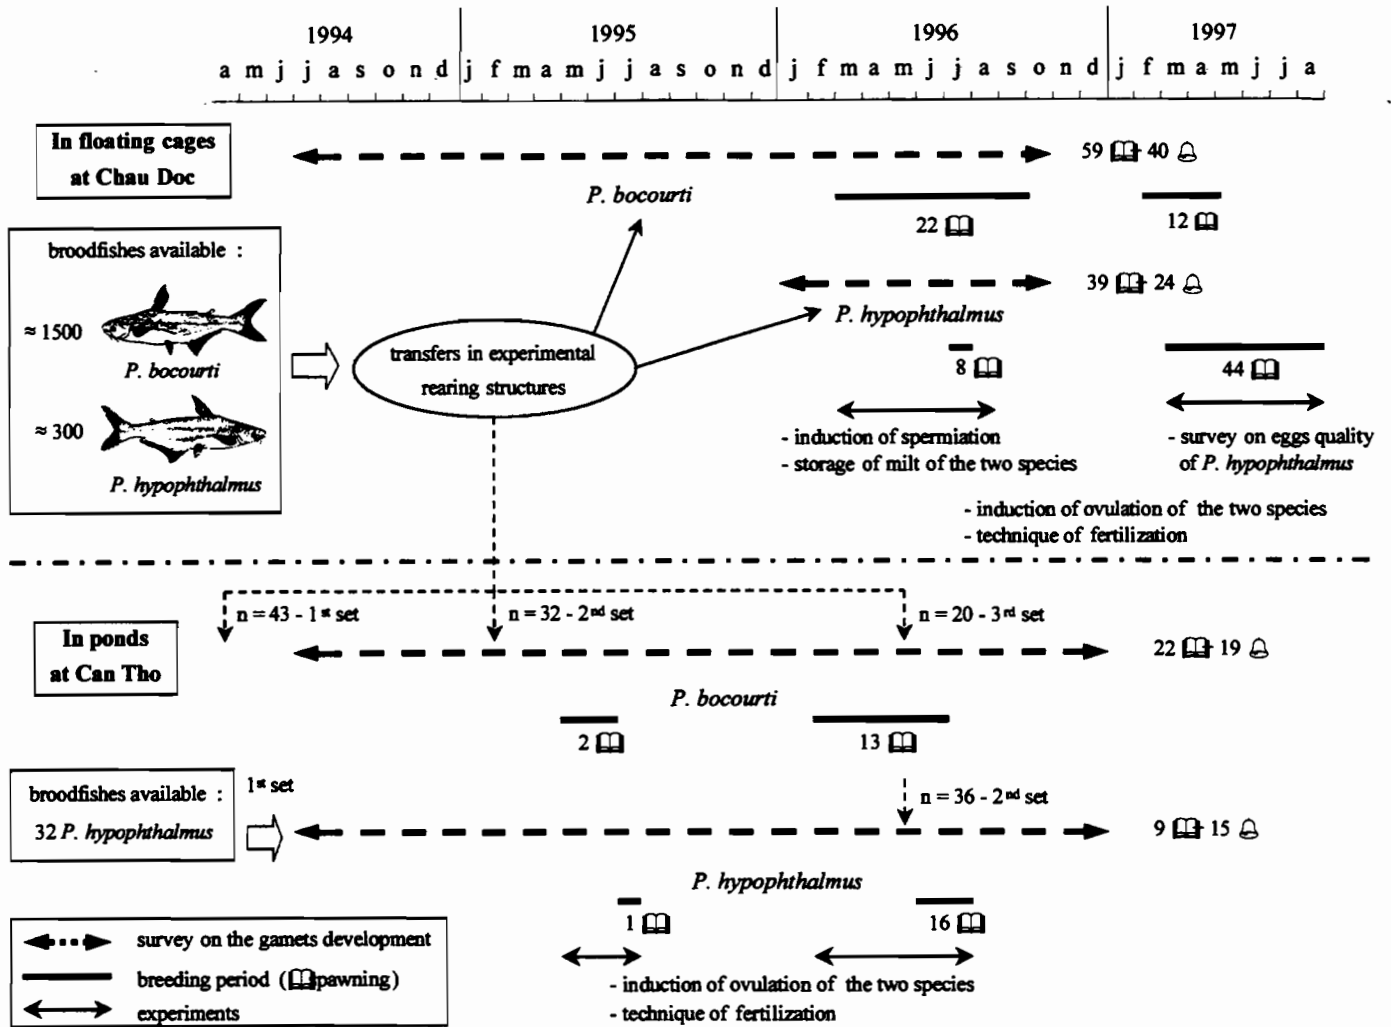 1994 1995 1996 1997
a m j j a s o n d j f m a m j j a s o n d j f m a m j j a s o n d j f m a m j j a
In floating cages
at Chau Doc
59 40
P. bocourti
22 12
broodfishes available :
≈ 1500
P. bocourti
≈ 300
P. hypophthalmus
transfers in experimental
rearing structures
39 24
P. hypophthalmus
8 44
- induction of spermiation
- storage of milt of the two species
- survey on eggs quality
of P. hypophthalmus
- induction of ovulation of the two species
- technique of fertilization
n = 43 - 1st set
n = 32 - 2nd set
n = 20 - 3rd set
In ponds
at Can Tho
22 19
P. bocourti
2 13
broodfishes available :
32 P. hypophthalmus
1st set
n = 36 - 2nd set
9 15
P. hypophthalmus
1 16
- induction of ovulation of the two species
- technique of fertilization
survey on the gamets development
breeding period ( spawning)
experiments